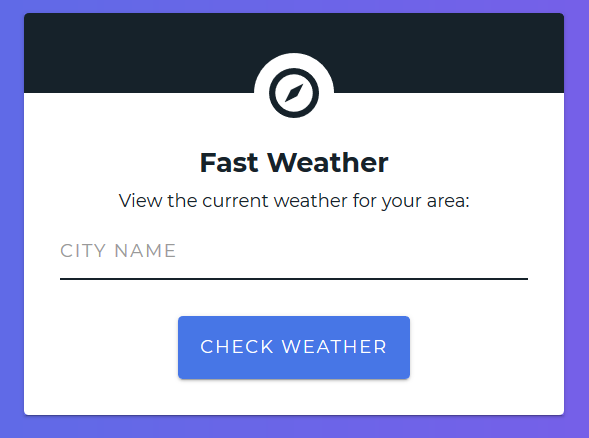 Fast Weather
View the current weather for your area:
CITY NAME
CHECK WEATHER